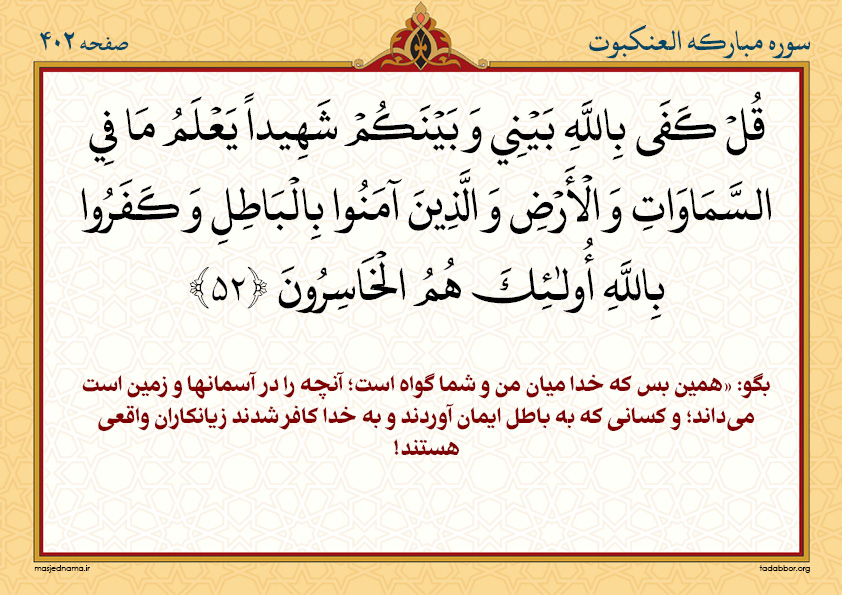 سوره مبارکه العنکبوت
صفحه ۴۰۲
قُلْ كَفَى بِاللَّهِ بَيْنِي وَ بَيْنَكُمْ شَهِيداً يَعْلَمُ مَا فِي
السَّمَاوَاتِ وَ الْأَرْضِ وَ الَّذِينَ آمَنُوا بِالْبَاطِلِ وَ كَفَرُوا
بِاللَّهِ أُولٰئِكَ هُمُ الْخَاسِرُونَ ﴿۵۲﴾
بگو: «همین بس که خدا میان من و شما گواه است؛ آنچه را در آسمانها و زمین است
می‌داند؛ و کسانی که به باطل ایمان آوردند و به خدا کافر شدند زیانکاران واقعی
هستند!
masjednama.ir
tadabbor.org